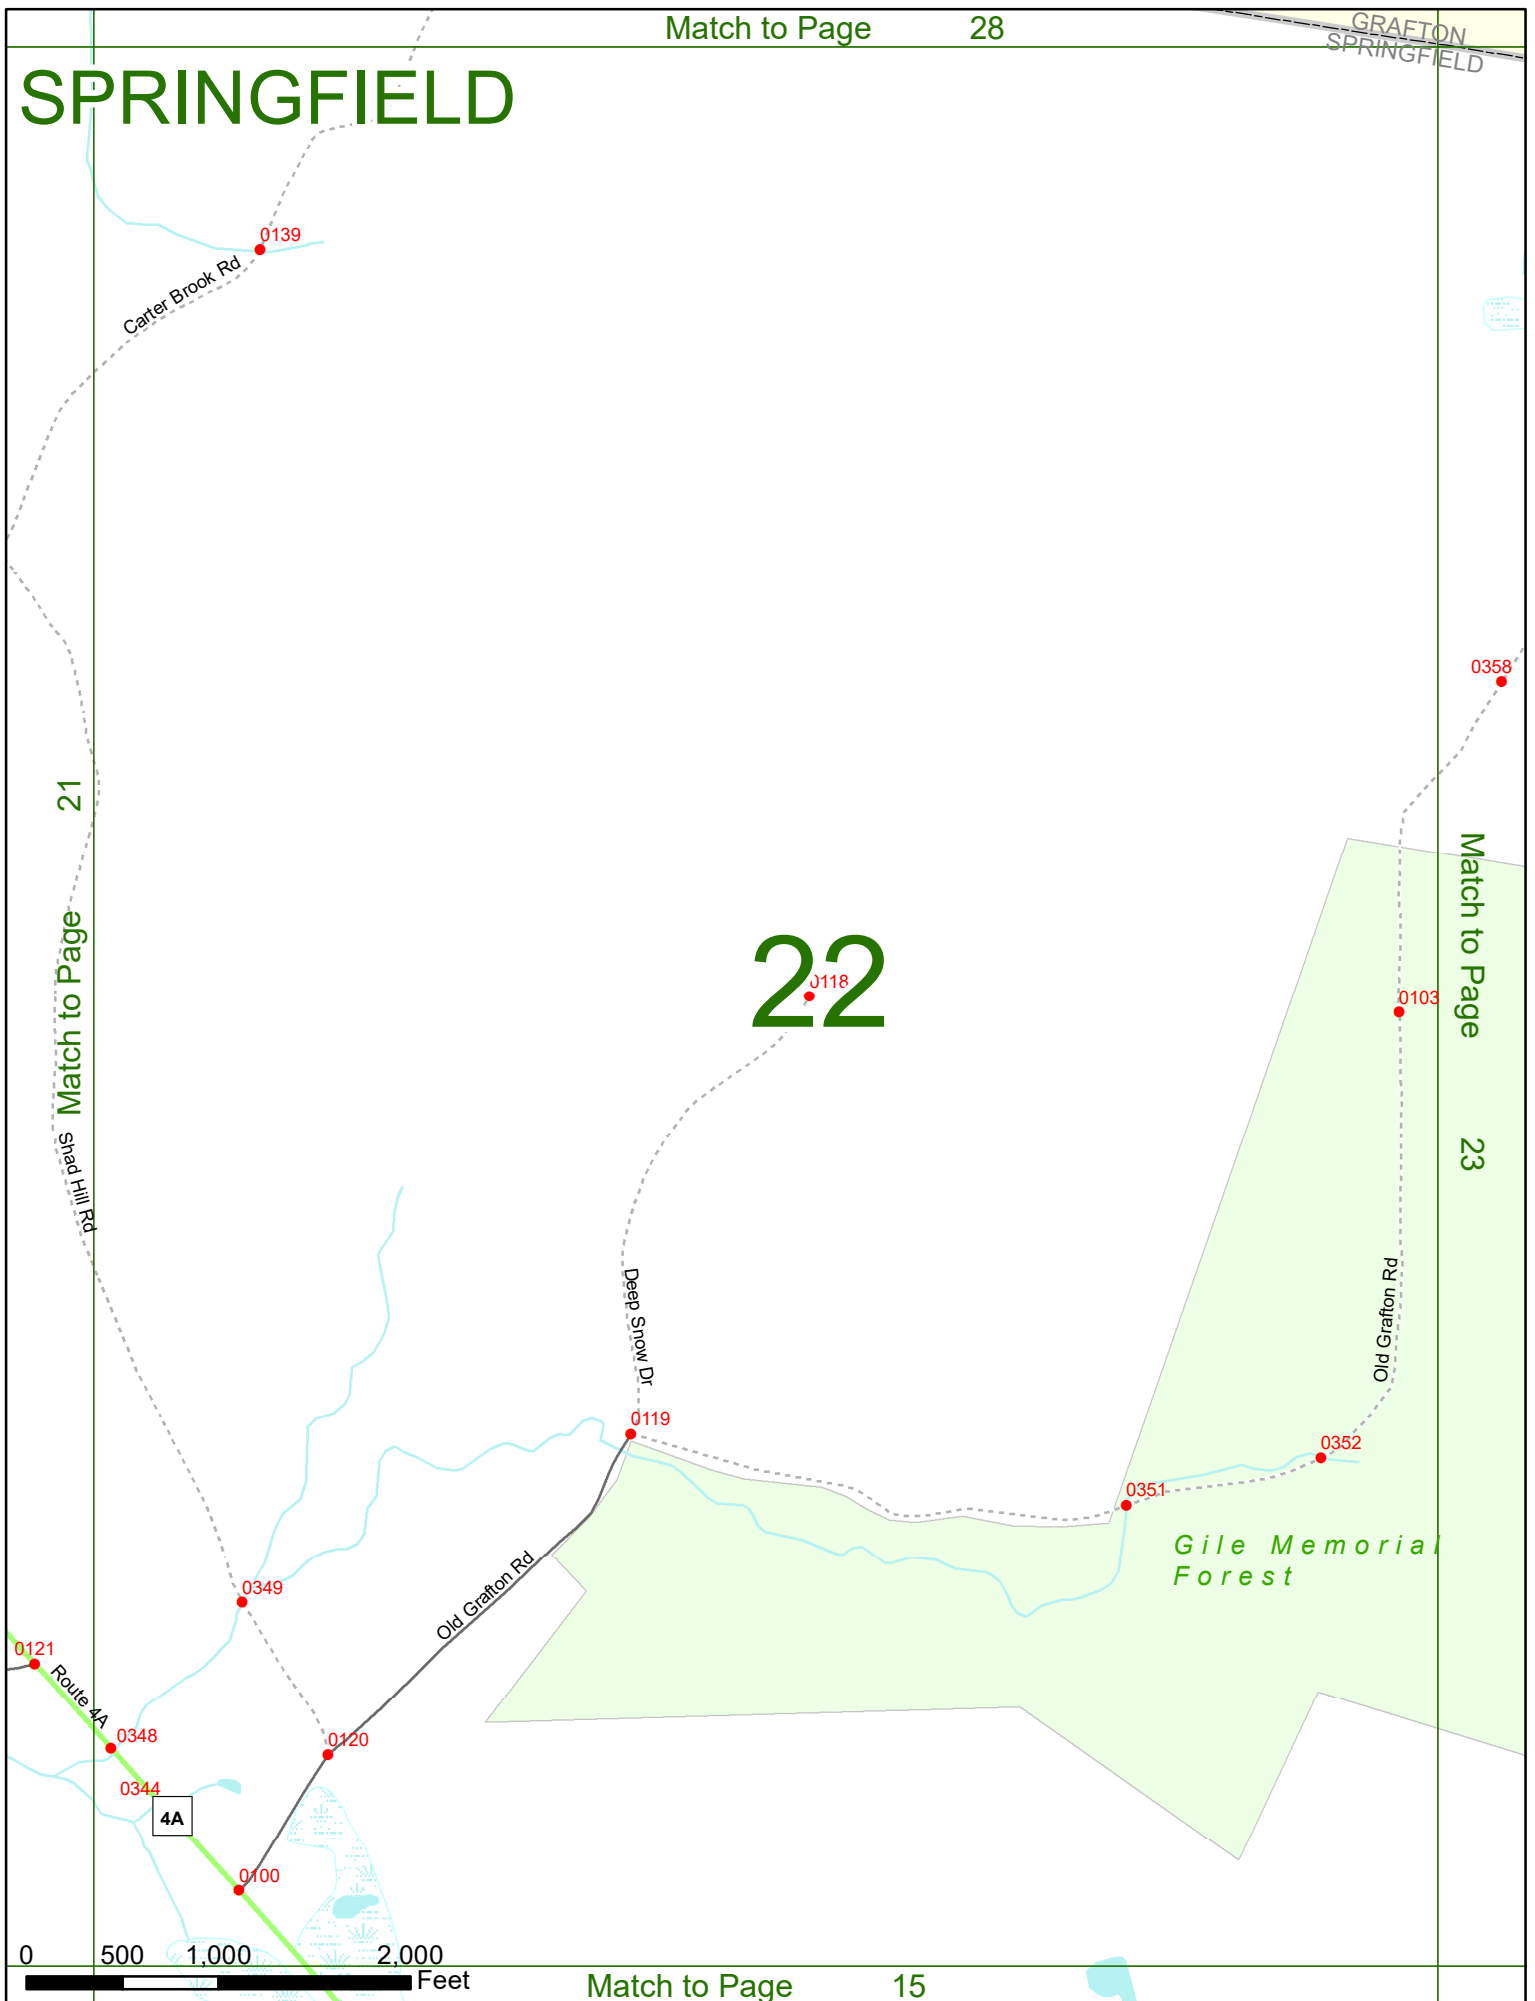 Match to Page 28
GRAFTON
SPRINGFIELD
SPRINGFIELD
0139
Carter Brook Rd
0358
21
Match to Page
Match to Page
23
22
0118
0103
Shad Hill Rd
Deep Snow Dr
Old Grafton Rd
0119
0352
0351
Gile Memorial
Forest
Old Grafton Rd
0349
0121
Route 4A
0348
0120
0344
4A
0100
0 500 1,000 2,000
Feet
Match to Page 15